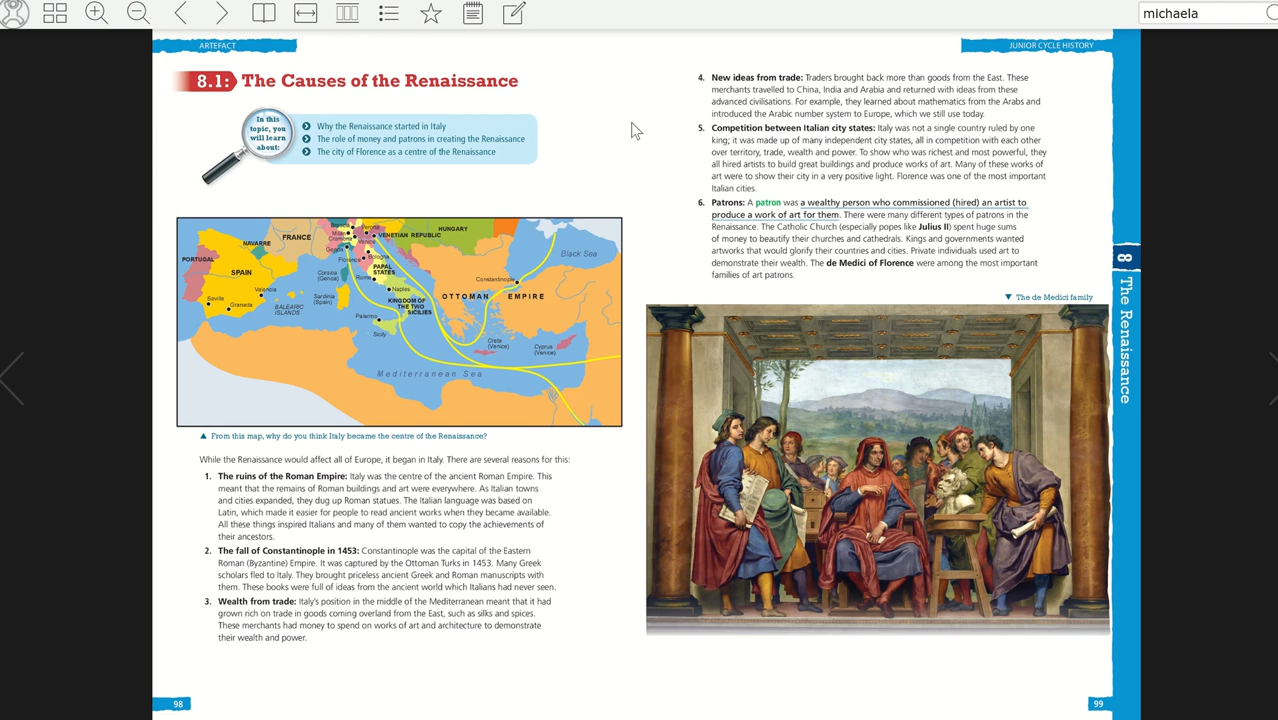 michaela
ARTEFACT
8.1: The Causes of the Renaissance
In this
topic, you
will learn
about:
Why the Renaissance started in Italy
The role of money and patrons in creating the Renaissance
The city of Florence as a centre of the Renaissance
HUNGARY
VENETIAN REPUBLIC
Verona
Milan
Cremona
Venice
FRANCE
NAVARRE
Genoa
Bologna
Florence
PORTUGAL
SPAIN
Corsica
(Genoa)
PAPAL
STATES
Rome
Black Sea
Constantinople
Valencia
Naples
Seville
Granada
BALEARIC
ISLANDS
Sardinia
(Spain)
KINGDOM OF
THE TWO
SICILIES
OTTOMAN EMPIRE
Palermo
Sicily
Crete
(Venice)
Cyprus
(Venice)
Mediterranean Sea
From this map, why do you think Italy became the centre of the Renaissance?
While the Renaissance would affect all of Europe, it began in Italy. There are several reasons for this:
1. The ruins of the Roman Empire: Italy was the centre of the ancient Roman Empire. This
meant that the remains of Roman buildings and art were everywhere. As Italian towns
and cities expanded, they dug up Roman statues. The Italian language was based on
Latin, which made it easier for people to read ancient works when they became available.
All these things inspired Italians and many of them wanted to copy the achievements of
their ancestors.
2. The fall of Constantinople in 1453: Constantinople was the capital of the Eastern
Roman (Byzantine) Empire. It was captured by the Ottoman Turks in 1453. Many Greek
scholars fled to Italy. They brought priceless ancient Greek and Roman manuscripts with
them. These books were full of ideas from the ancient world which Italians had never seen.
3. Wealth from trade: Italy's position in the middle of the Mediterranean meant that it had
grown rich on trade in goods coming overland from the East, such as silks and spices.
These merchants had money to spend on works of art and architecture to demonstrate
their wealth and power.
98
JUNIOR CYCLE HISTORY
4. New ideas from trade: Traders brought back more than goods from the East. These
merchants travelled to China, India and Arabia and returned with ideas from these
advanced civilisations. For example, they learned about mathematics from the Arabs and
introduced the Arabic number system to Europe, which we still use today.
5. Competition between Italian city states: Italy was not a single country ruled by one
king; it was made up of many independent city states, all in competition with each other
over territory, trade, wealth and power. To show who was richest and most powerful, they
all hired artists to build great buildings and produce works of art. Many of these works of
art were to show their city in a very positive light. Florence was one of the most important
Italian cities.
6. Patrons: A patron was a wealthy person who commissioned (hired) an artist to
produce a work of art for them. There were many different types of patrons in the
Renaissance. The Catholic Church (especially popes like Julius II) spent huge sums
of money to beautify their churches and cathedrals. Kings and governments wanted
artworks that would glorify their countries and cities. Private individuals used art to
demonstrate their wealth. The de Medici of Florence were among the most important
families of art patrons.
The de Medici family
8
The Renaissance
99